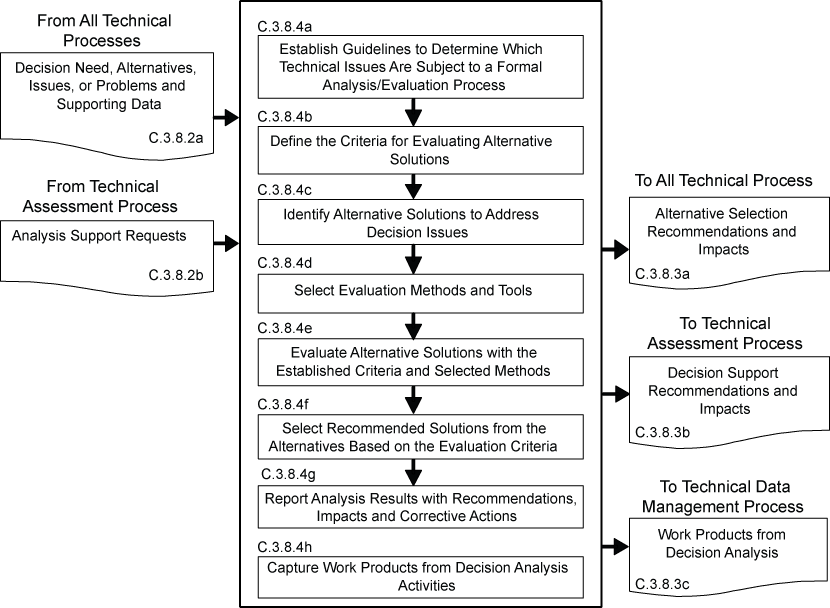 From All Technical
Processes
Decision Need, Alternatives,
Issues, or Problems and
Supporting Data
C.3.8.2a
From Technical
Assessment Process
Analysis Support Requests
C.3.8.2b
C.3.8.4a
Establish Guidelines to Determine Which
Technical Issues Are Subject to a Formal
Analysis/Evaluation Process
C.3.8.4b
Define the Criteria for Evaluating Alternative
Solutions
C.3.8.4c
Identify Alternative Solutions to Address
Decision Issues
C.3.8.4d
Select Evaluation Methods and Tools
C.3.8.4e
Evaluate Alternative Solutions with the
Established Criteria and Selected Methods
C.3.8.4f
Select Recommended Solutions from the
Alternatives Based on the Evaluation Criteria
C.3.8.4g
Report Analysis Results with Recommendations,
Impacts and Corrective Actions
C.3.8.4h
Capture Work Products from Decision Analysis
Activities
To All Technical Process
Alternative Selection
Recommendations and
Impacts
C.3.8.3a
To Technical
Assessment Process
Decision Support
Recommendations and
Impacts
C.3.8.3b
To Technical Data
Management Process
Work Products from
Decision Analysis
C.3.8.3c